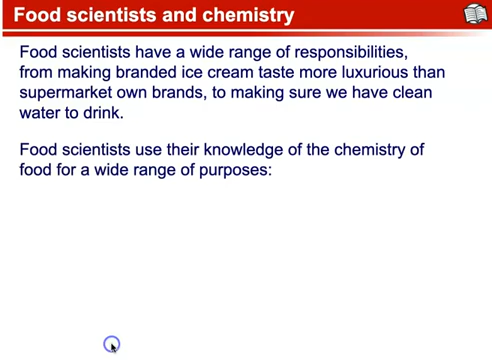 Food scientists and chemistry
Food scientists have a wide range of responsibilities,
from making branded ice cream taste more luxurious than
supermarket own brands, to making sure we have clean
water to drink.
Food scientists use their knowledge of the chemistry of
food for a wide range of purposes: